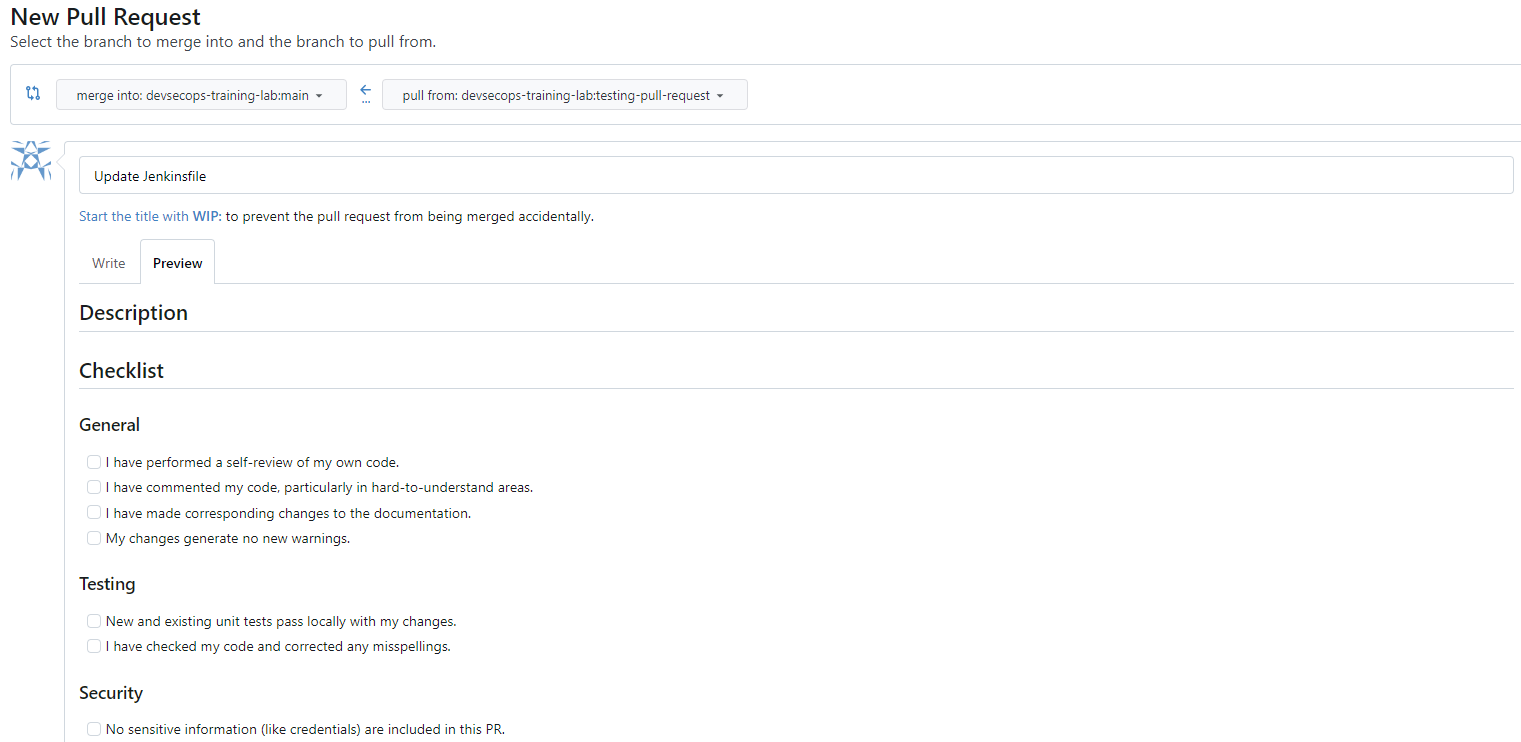 New Pull Request
Select the branch to merge into and the branch to pull from.
merge into: devsecops-training-lab:main
pull from: devsecops-training-lab:testing-pull-request
Update Jenkinsfile
Start the title with WIP: to prevent the pull request from being merged accidentally.
Write
Preview
Description
Checklist
General
I have performed a self-review of my own code.
I have commented my code, particularly in hard-to-understand areas.
I have made corresponding changes to the documentation.
My changes generate no new warnings.
Testing
New and existing unit tests pass locally with my changes.
I have checked my code and corrected any misspellings.
Security
No sensitive information (like credentials) are included in this PR.